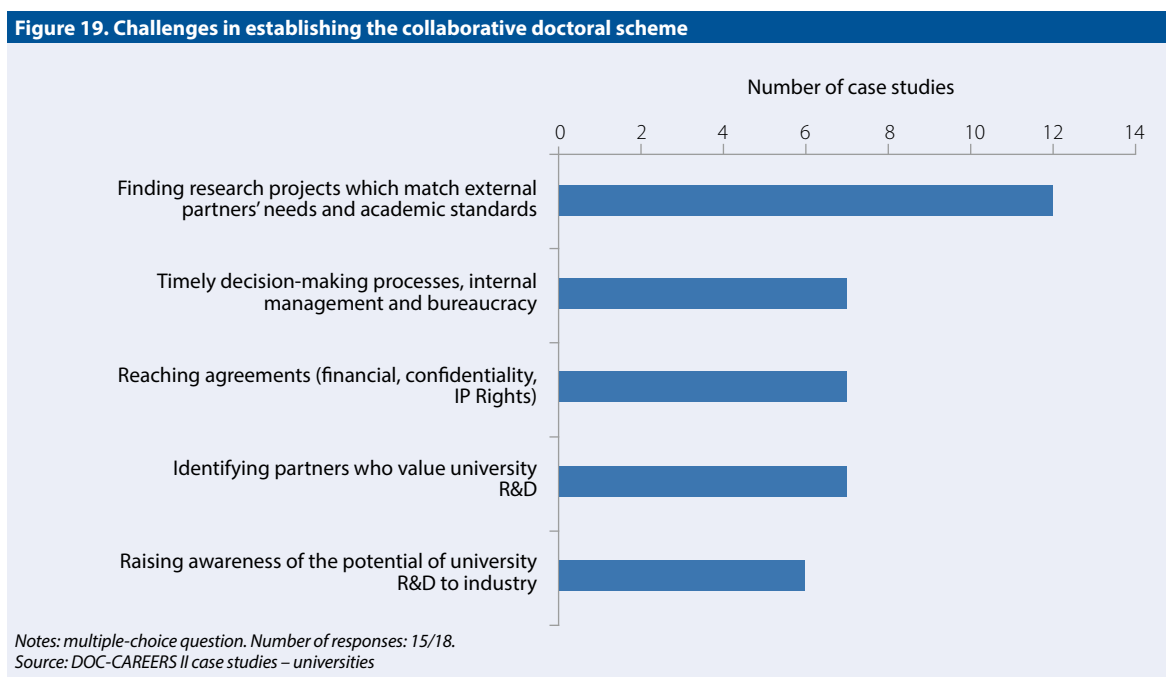 Figure 19. Challenges in establishing the collaborative doctoral scheme
Number of case studies
0 2 4 6 8 10 12 14
Finding research projects which match external
partners’ needs and academic standards
Timely decision-making processes, internal
management and bureaucracy
Reaching agreements (financial, confidentiality,
IP Rights)
Identifying partners who value university
R&D
Raising awareness of the potential of university
R&D to industry
Notes: multiple-choice question. Number of responses: 15/18.
Source: DOC-CAREERS II case studies – universities